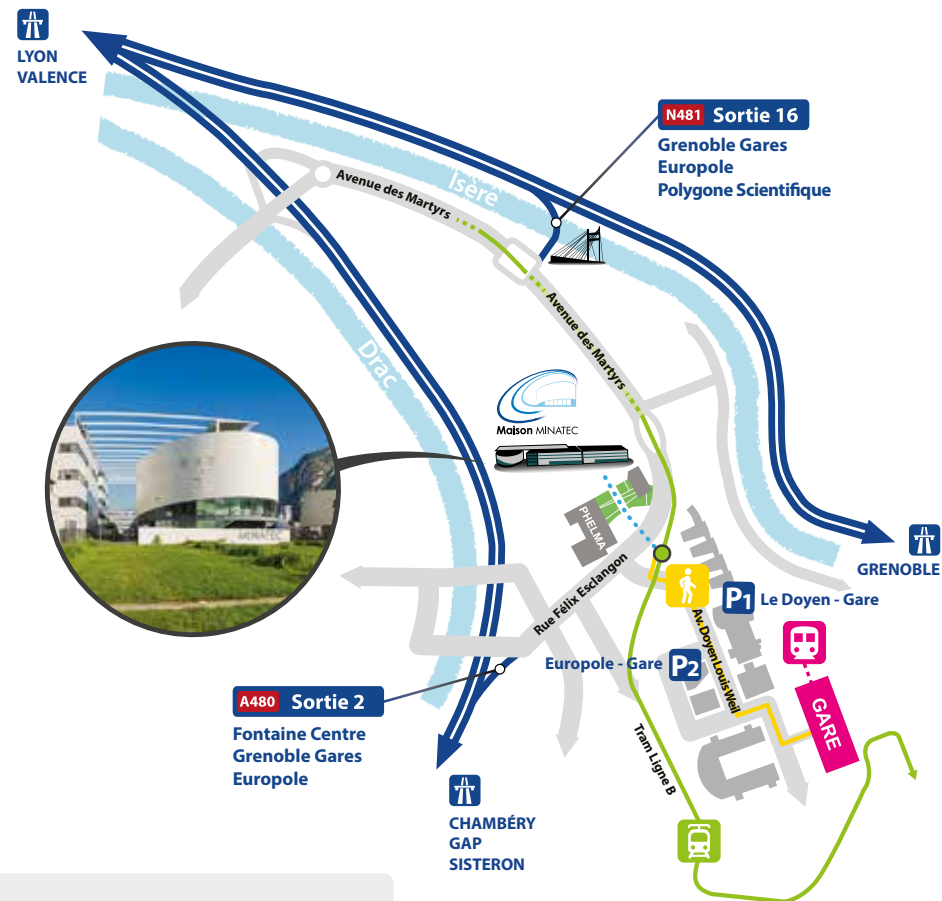 LYON
VALENCE
N481 Sortie 16
Grenoble Gares
Europole
Polygone Scientifique
Isère
Avenue des Martyrs
Avenue des Martyrs
Drac
Maison MINATEC
MINATEC
PHELMA
GRENOBLE
P1 Le Doyen - Gare
Rue Félix Esclangon
Av. Doyen Louis Weil
Europole - Gare P2
GARE
A480 Sortie 2
Fontaine Centre
Grenoble Gares
Europole
Tram Ligne B
CHAMBÉRY
GAP
SISTERON